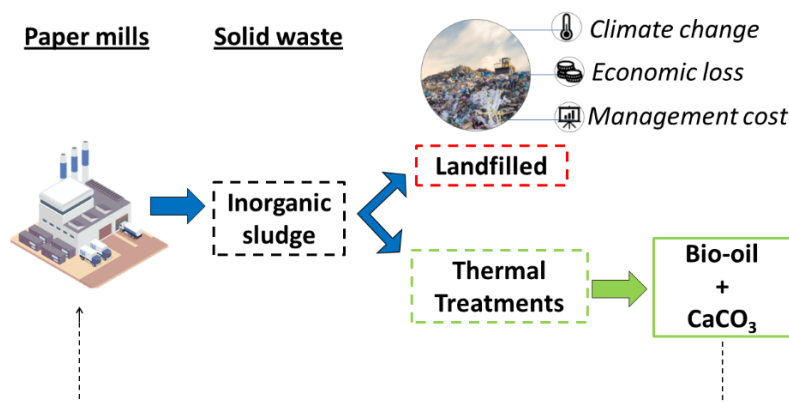 Paper mills
Solid waste
Climate change
Economic loss
Management cost
Landfilled
Inorganic
sludge
Thermal
Treatments
Bio-oil
+
CaCO₃